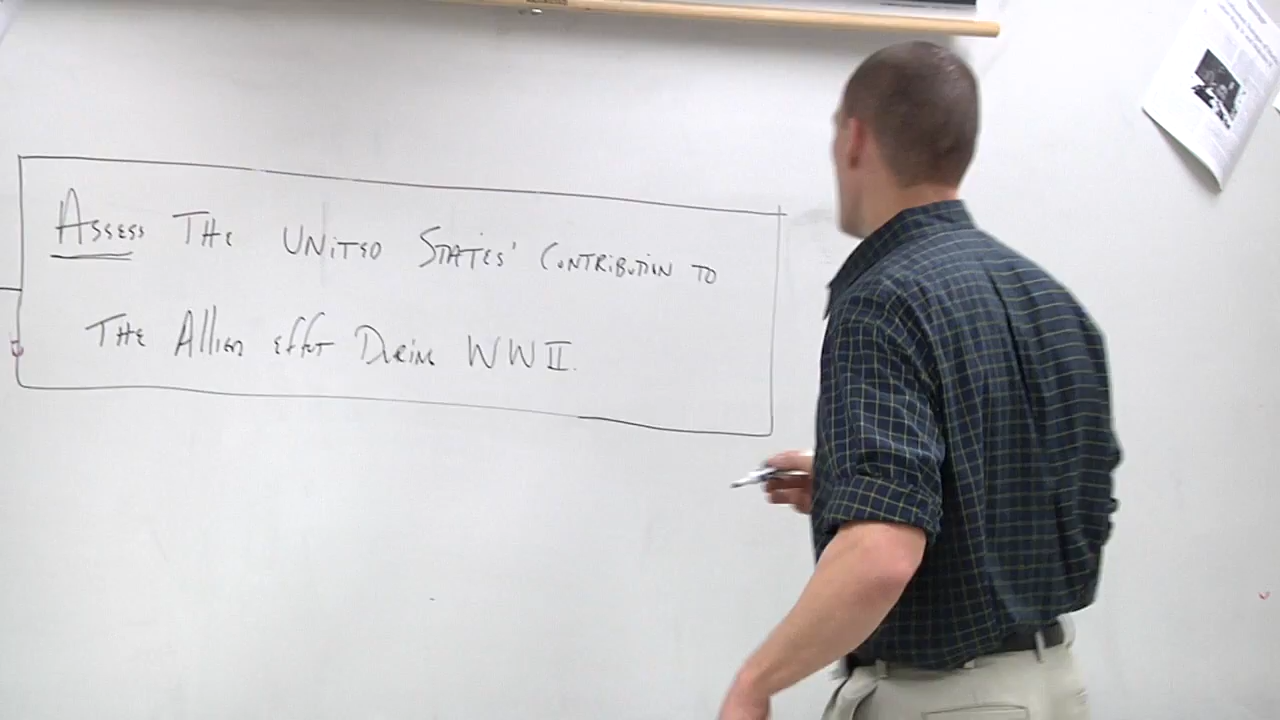 Assess The United States' Contribution to
The Allied effort During WWII.